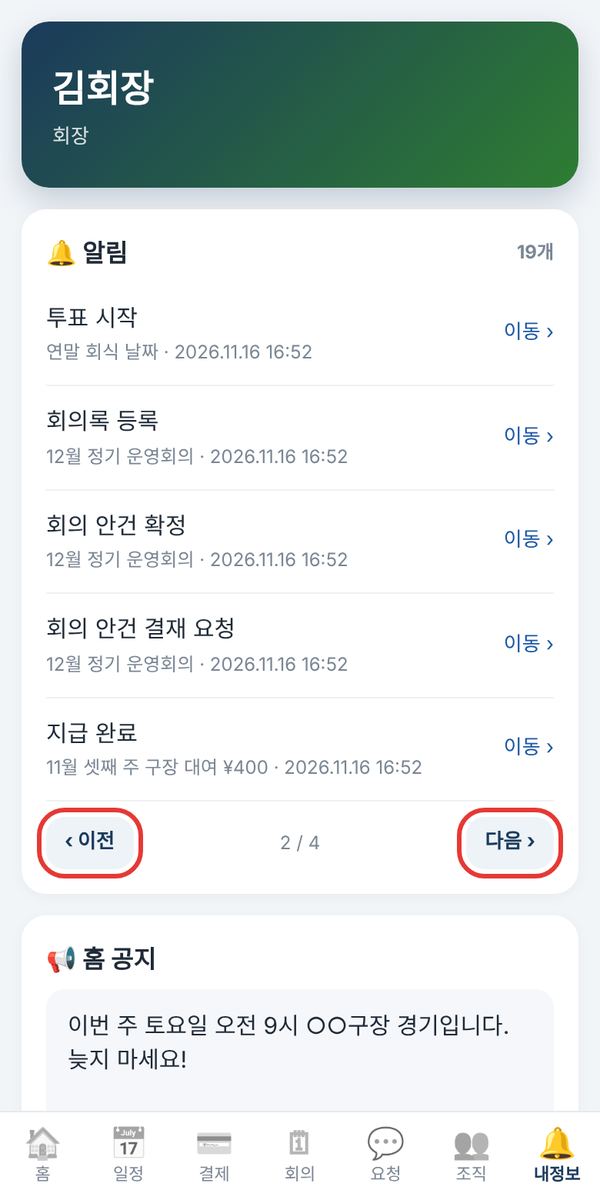 김회장
회장
🔔 알림
19개
투표 시작
연말 회식 날짜 · 2026.11.16 16:52
이동 ›
회의록 등록
12월 정기 운영회의 · 2026.11.16 16:52
이동 ›
회의 안건 확정
12월 정기 운영회의 · 2026.11.16 16:52
이동 ›
회의 안건 결재 요청
12월 정기 운영회의 · 2026.11.16 16:52
이동 ›
지급 완료
11월 셋째 주 구장 대여 ¥400 · 2026.11.16 16:52
이동 ›
‹ 이전
2 / 4
다음 ›
📢 홈 공지
이번 주 토요일 오전 9시 ○○구장 경기입니다.
늦지 마세요!
July
17
홈
일정
결제
회의
요청
조직
내정보